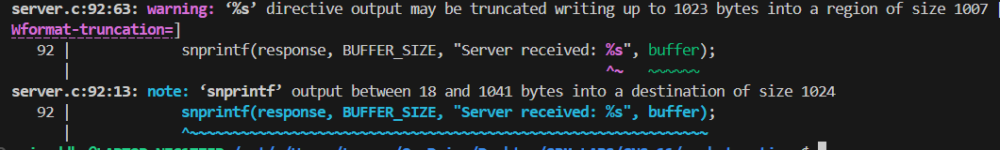 server.c:92:63: warning: ‘%s’ directive output may be truncated writing up to 1023 bytes into a region of size 1007 [
Wformat-truncation=]
92 | snprintf(response, BUFFER_SIZE, "Server received: %s", buffer);
| ^~ ~~~~~~
server.c:92:13: note: ‘snprintf’ output between 18 and 1041 bytes into a destination of size 1024
92 | snprintf(response, BUFFER_SIZE, "Server received: %s", buffer);
| ^~~~~~~~~~~~~~~~~~~~~~~~~~~~~~~~~~~~~~~~~~~~~~~~~~~~~~~~~~~~~~